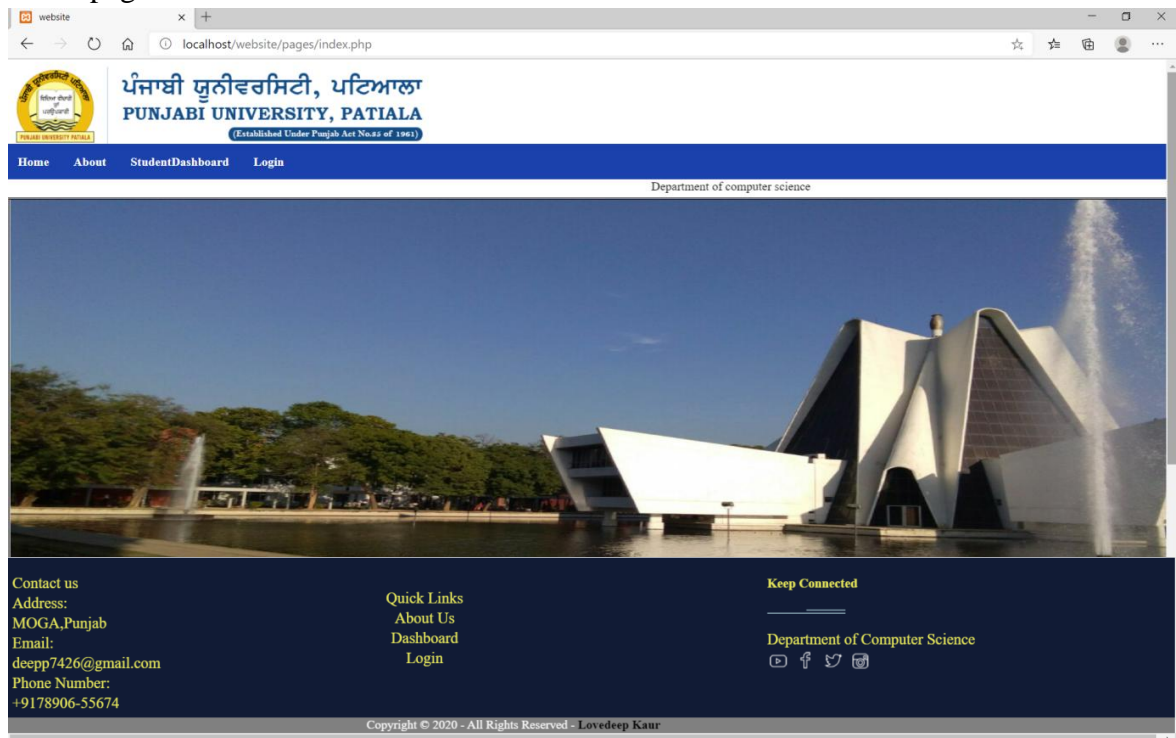 website
localhost/website/pages/index.php
ਪੰਜਾਬੀ ਯੂਨੀਵਰਸਿਟੀ, ਪਟਿਆਲਾ
PUNJABI UNIVERSITY, PATIALA
(Established Under Punjab Act No.35 of 1961)
PUNJABI UNIVERSITY PATIALA
Home About StudentDashboard Login
Department of computer science
Contact us
Address:
MOGA,Punjab
Email:
deepp7426@gmail.com
Phone Number:
+9178906-55674
Quick Links
About Us
Dashboard
Login
Keep Connected
Department of Computer Science
Copyright © 2020 - All Rights Reserved - Lovedeep Kaur